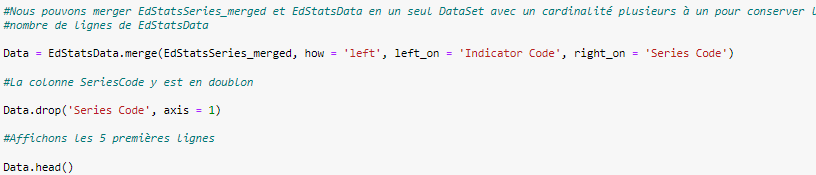 #Nous pouvons merger EdStatsSeries_merged et EdStatsData en un seul DataSet avec un cardinalité plusieurs à un pour conserver
#nombre de lignes de EdStatsData
Data = EdStatsData.merge(EdStatsSeries_merged, how = 'left', left_on = 'Indicator Code', right_on = 'Series Code')
#La colonne SeriesCode y est en doublon
Data.drop('Series Code', axis = 1)
#Affichons les 5 premières lignes
Data.head()